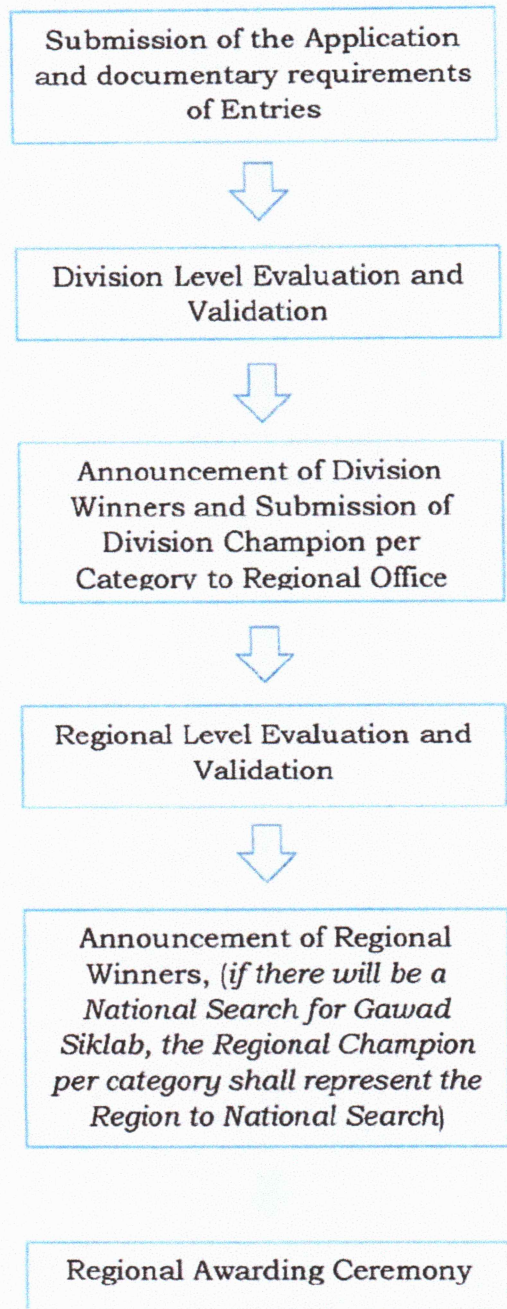 Submission of the Application
and documentary requirements
of Entries
Division Level Evaluation and
Validation
Announcement of Division
Winners and Submission of
Division Champion per
Category to Regional Office
Regional Level Evaluation and
Validation
Announcement of Regional
Winners, (if there will be a
National Search for Gawad
Siklab, the Regional Champion
per category shall represent the
Region to National Search)
Regional Awarding Ceremony